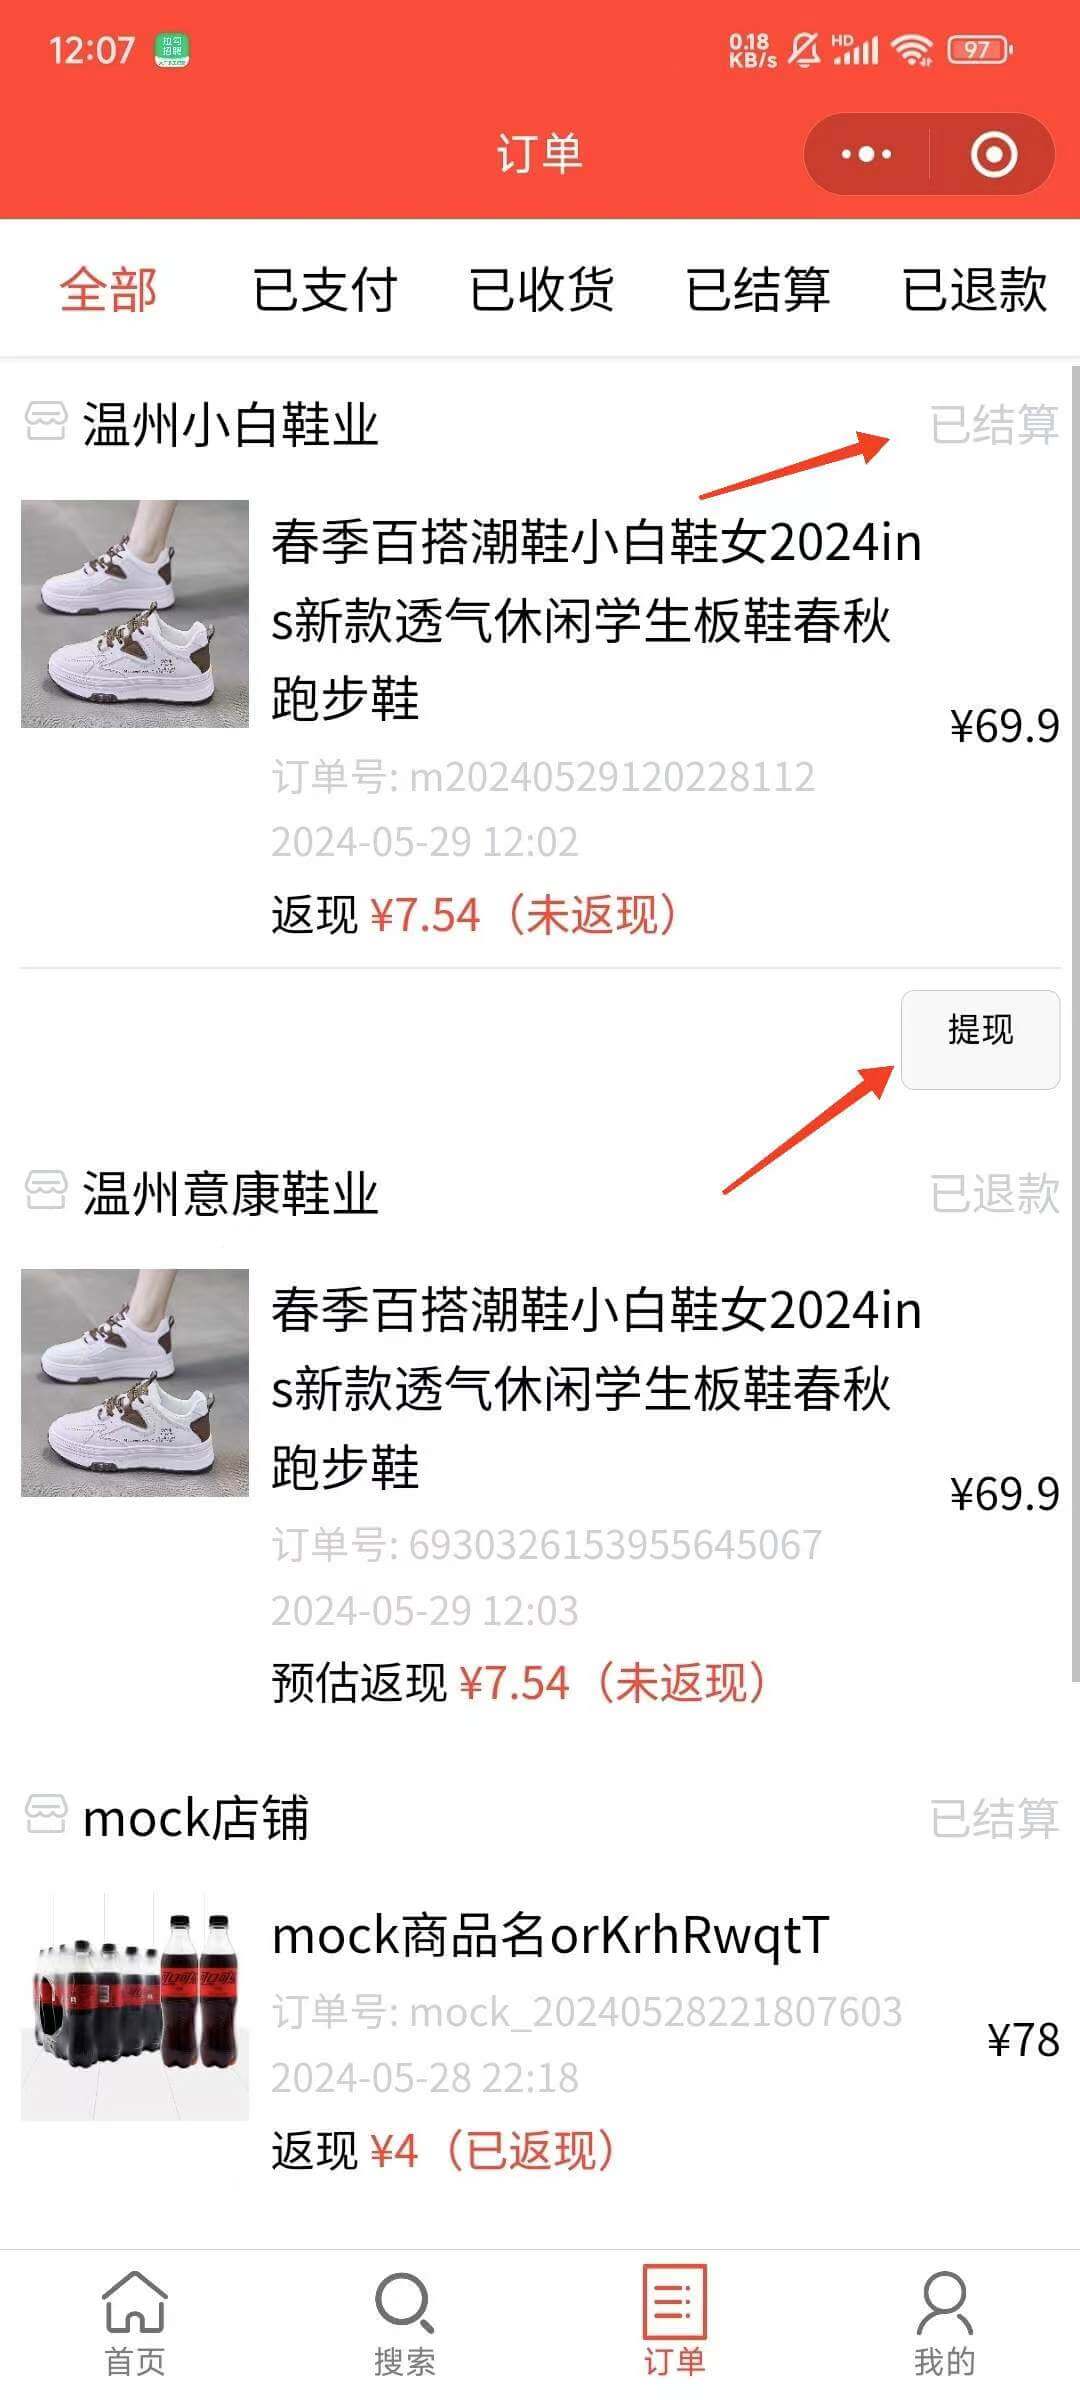 12:07
拉勾
招聘
0.18
KB/s
HD
97
订单
全部
已支付
已收货
已结算
已退款
温州小白鞋业
已结算
春季百搭潮鞋小白鞋女2024in
s新款透气休闲学生板鞋春秋
跑步鞋
¥69.9
订单号: m20240529120228112
2024-05-29 12:02
返现 ¥7.54（未返现）
提现
温州意康鞋业
已退款
春季百搭潮鞋小白鞋女2024in
s新款透气休闲学生板鞋春秋
跑步鞋
¥69.9
订单号: 6930326153955645067
2024-05-29 12:03
预估返现 ¥7.54（未返现）
mock店铺
已结算
mock商品名orKrhRwqtT
订单号: mock_20240528221807603
¥78
2024-05-28 22:18
返现 ¥4（已返现）
首页
搜索
订单
我的